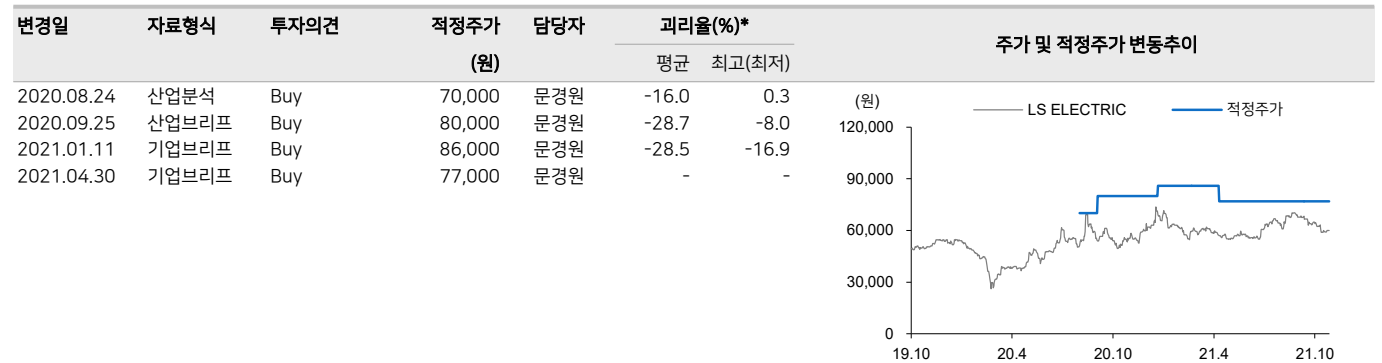 변경일 자료형식 투자의견 적정주가 담당자 괴리율(%)* 주가 및 적정주가 변동추이
(원) 평균 최고(최저)
2020.08.24 산업분석 Buy 70,000 문경원 -16.0 0.3
2020.09.25 산업브리프 Buy 80,000 문경원 -28.7 -8.0
2021.01.11 기업브리프 Buy 86,000 문경원 -28.5 -16.9
2021.04.30 기업브리프 Buy 77,000 문경원 - -
(원) LS ELECTRIC 적정주가
120,000
90,000
60,000
30,000
0
19.10 20.4 20.10 21.4 21.10